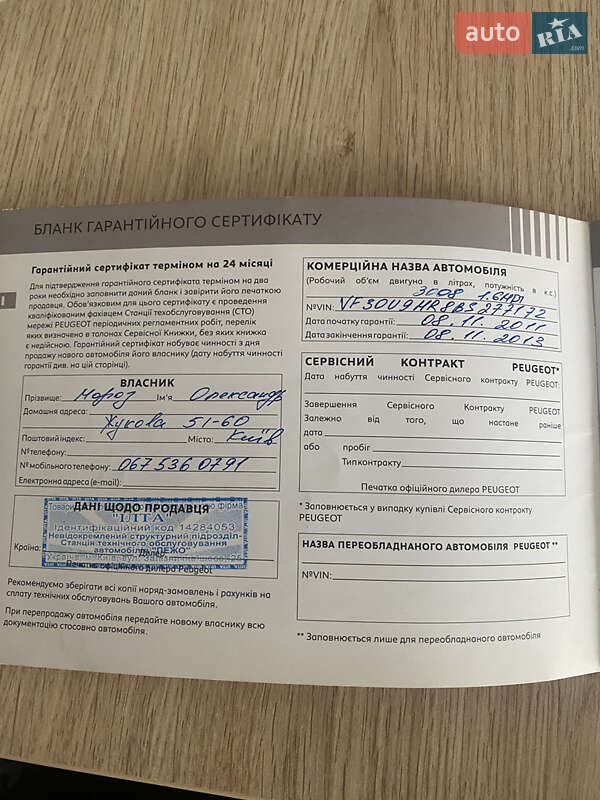 auto RIA.com
БЛАНК ГАРАНТІЙНОГО СЕРТИФІКАТУ
Гарантійний сертифікат терміном на 24 місяці
Для підтвердження гарантійного сертифікату терміном на два
роки необхідно заповнити даний бланк і завірити його печаткою
продавця. Обов'язковим для цього сертифікату є проведення
кваліфікованим фахівцем Станції техобслуговування (СТО)
мережі PEUGEOT періодичних регламентних робіт, перелік
яких визначено в талонах Сервісної Книжки, без яких книжка
є недійсною. Гарантійний сертифікат набуває чинності з дня
продажу нового автомобіля його власнику (дату набуття чинності
гарантії див. на цій сторінці).
ВЛАСНИК
Прізвище: Мороз Ім'я Олександр
Домашня адреса:
Жукова 51-60
Поштовий індекс: Місто: Київ
№телефону:
№мобільного телефону: 067 536 0791
Електронна адреса (e-mail):
ДАНІ ЩОДО ПРОДАВЦЯ
"ІЛТА"
Ідентифікаційний код 14284053
Невідокремлений структурний підрозділ-
Станція технічного обслуговування
автомобілів "ПЕЖО"
Країна:
Дилер
Печатка офіційного дилера Peugeot
Рекомендуємо зберігати всі копії наряд-замовлень і рахунків на
сплату технічних обслуговувань Вашого автомобіля.
При перепродажу автомобіля передайте новому власнику всю
документацію стосовно автомобіля.
КОМЕРЦІЙНА НАЗВА АВТОМОБІЛЯ
(Робочий об'єм двигуна в літрах, потужність в к.с.)
3008 1.6HDI
№VIN: VF30U9HR8BS277172
Дата початку гарантії: 08.11.2011
Дата закінчення гарантії: 08.11.2013
СЕРВІСНИЙ КОНТРАКТ PEUGEOT*
Дата набуття чинності Сервісного контракту PEUGEOT:
Завершення Сервісного Контракту PEUGEOT
Залежно від того, що настане раніше
дата
або пробіг
Тип контракту
Печатка офіційного дилера PEUGEOT
* Заповнюється у випадку купівлі Сервісного контракту
PEUGEOT
НАЗВА ПЕРЕОБЛАДНАНОГО АВТОМОБІЛЯ PEUGEOT **
№VIN:
** Заповнюється лише для переобладнаного автомобіля